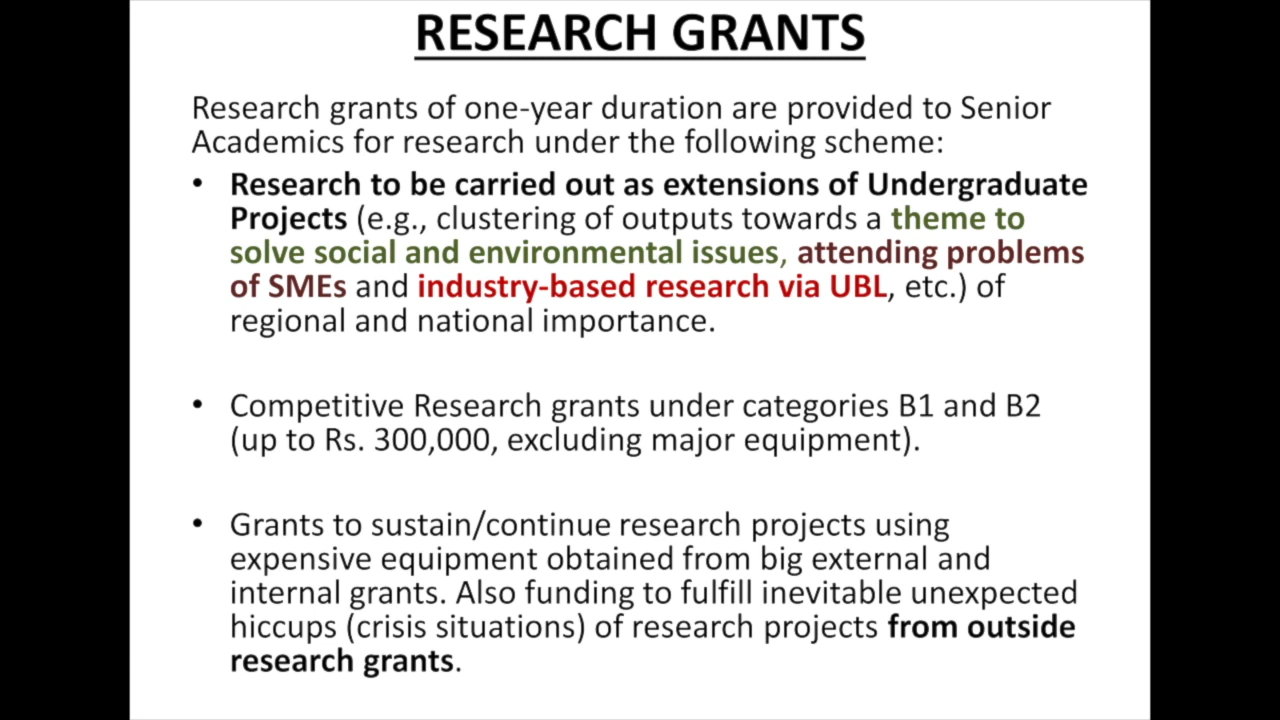 RESEARCH GRANTS
Research grants of one-year duration are provided to Senior
Academics for research under the following scheme:
• Research to be carried out as extensions of Undergraduate
Projects (e.g., clustering of outputs towards a theme to
solve social and environmental issues, attending problems
of SMEs and industry-based research via UBL, etc.) of
regional and national importance.
• Competitive Research grants under categories B1 and B2
(up to Rs. 300,000, excluding major equipment).
• Grants to sustain/continue research projects using
expensive equipment obtained from big external and
internal grants. Also funding to fulfill inevitable unexpected
hiccups (crisis situations) of research projects from outside
research grants.